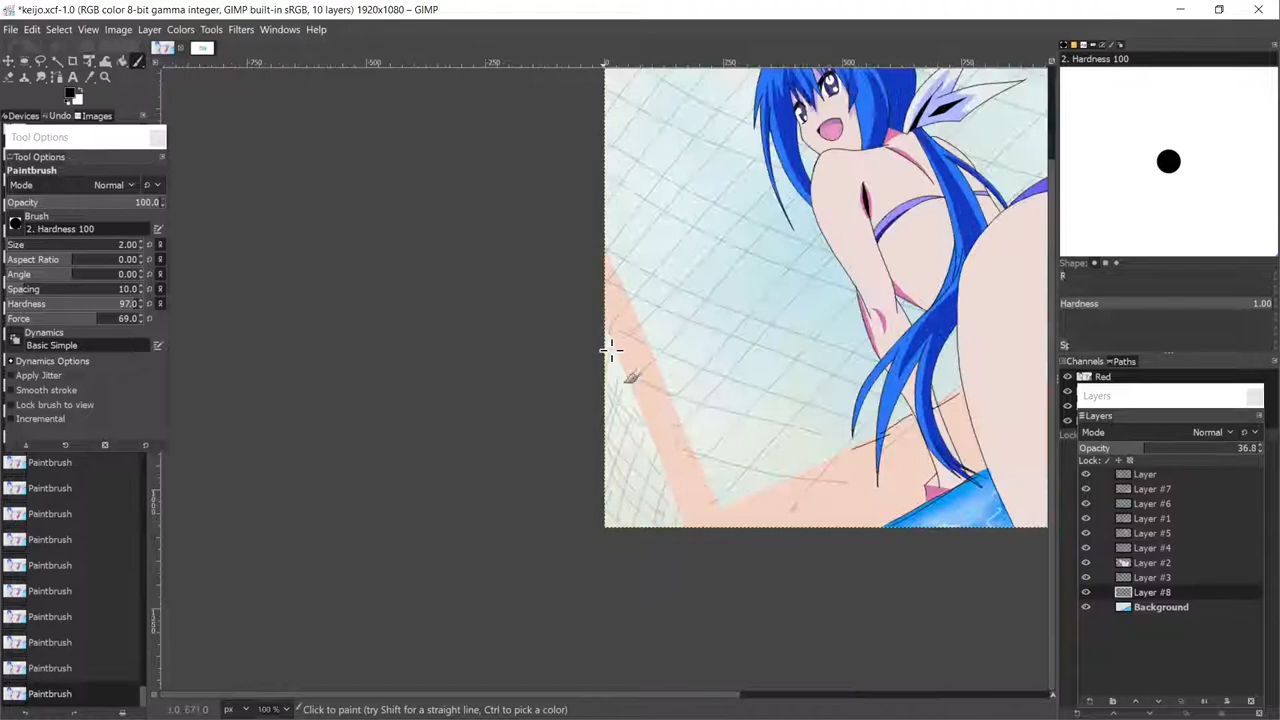 *keijo.xcf-1.0 (RGB color 8-bit gamma integer, GIMP built-in sRGB, 10 layers) 1920x1080 – GIMP
File Edit Select View Image Layer Colors Tools Filters Windows Help
Devices Undo Images
Tool Options
Tool Options
Paintbrush
Mode Normal
Opacity 100.0
Brush
2. Hardness 100
Size 2.00
Aspect Ratio 0.00
Angle 0.00
Spacing 10.0
Hardness 97.0
Force 69.0
Dynamics
Basic Simple
Dynamics Options
Apply Jitter
Smooth stroke
Lock brush to view
Incremental
Paintbrush
Paintbrush
Paintbrush
Paintbrush
Paintbrush
Paintbrush
Paintbrush
Paintbrush
Paintbrush
Paintbrush
px 100 % Click to paint (try Shift for a straight line, Ctrl to pick a color)
2. Hardness 100
Shape:
Hardness 1.00
Channels Paths
Red
Layers
Layers
Mode Normal
Opacity 36.8
Lock:
Layer
Layer #7
Layer #6
Layer #1
Layer #5
Layer #4
Layer #2
Layer #3
Layer #8
Background